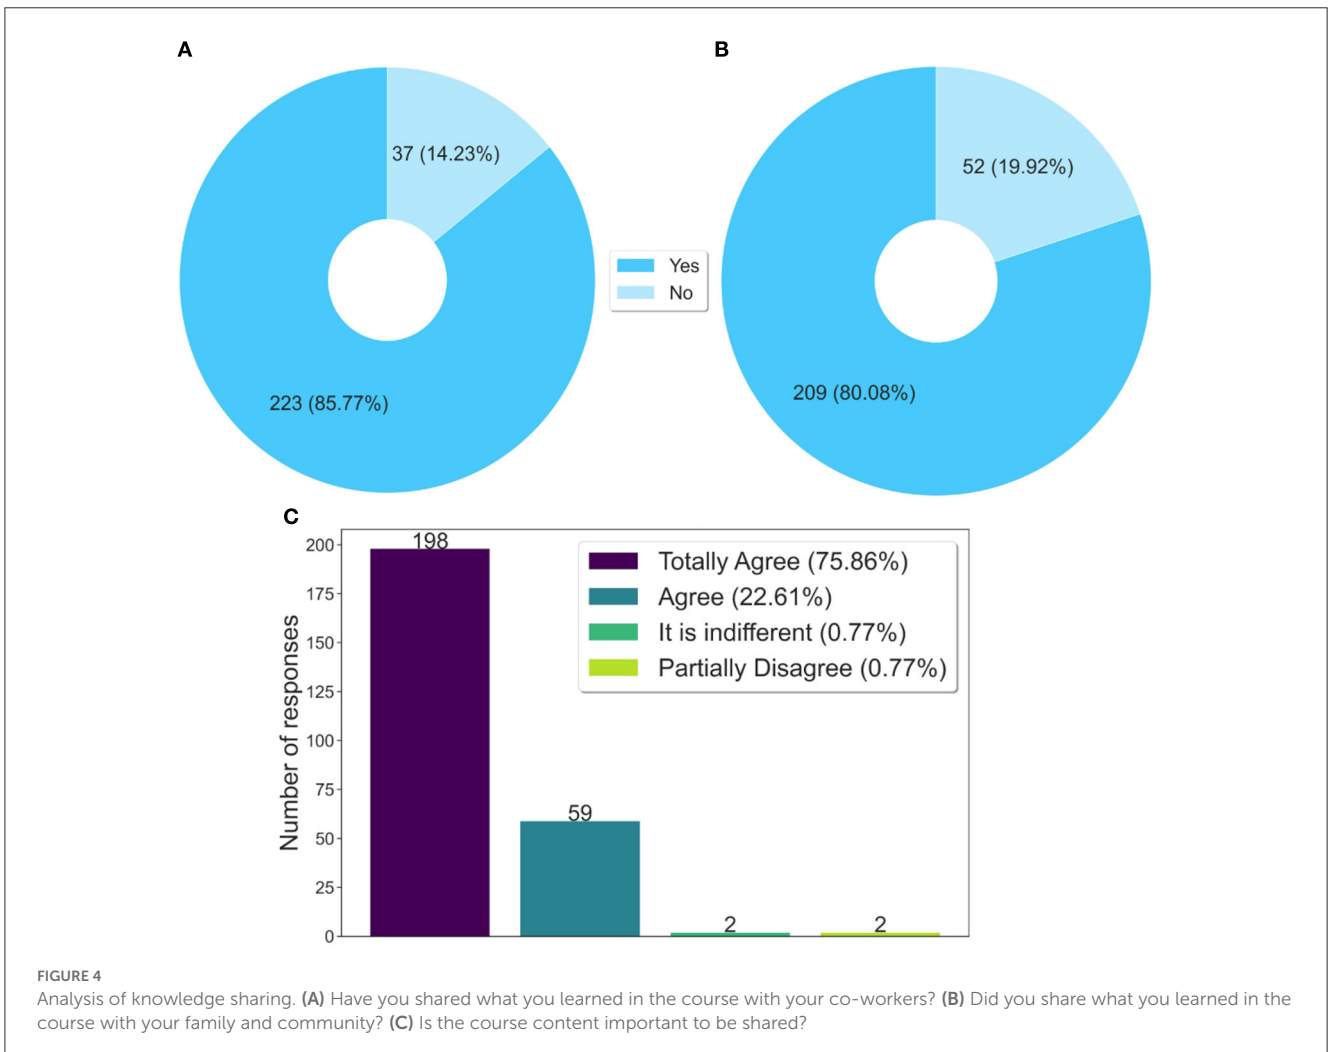 A
B
37 (14.23%)
52 (19.92%)
Yes
No
223 (85.77%)
209 (80.08%)
C
198
59
2
2
Totally Agree (75.86%)
Agree (22.61%)
It is indifferent (0.77%)
Partially Disagree (0.77%)
Number of responses
200
175
150
125
100
75
50
25
0
FIGURE 4
Analysis of knowledge sharing. (A) Have you shared what you learned in the course with your co-workers? (B) Did you share what you learned in the
course with your family and community? (C) Is the course content important to be shared?